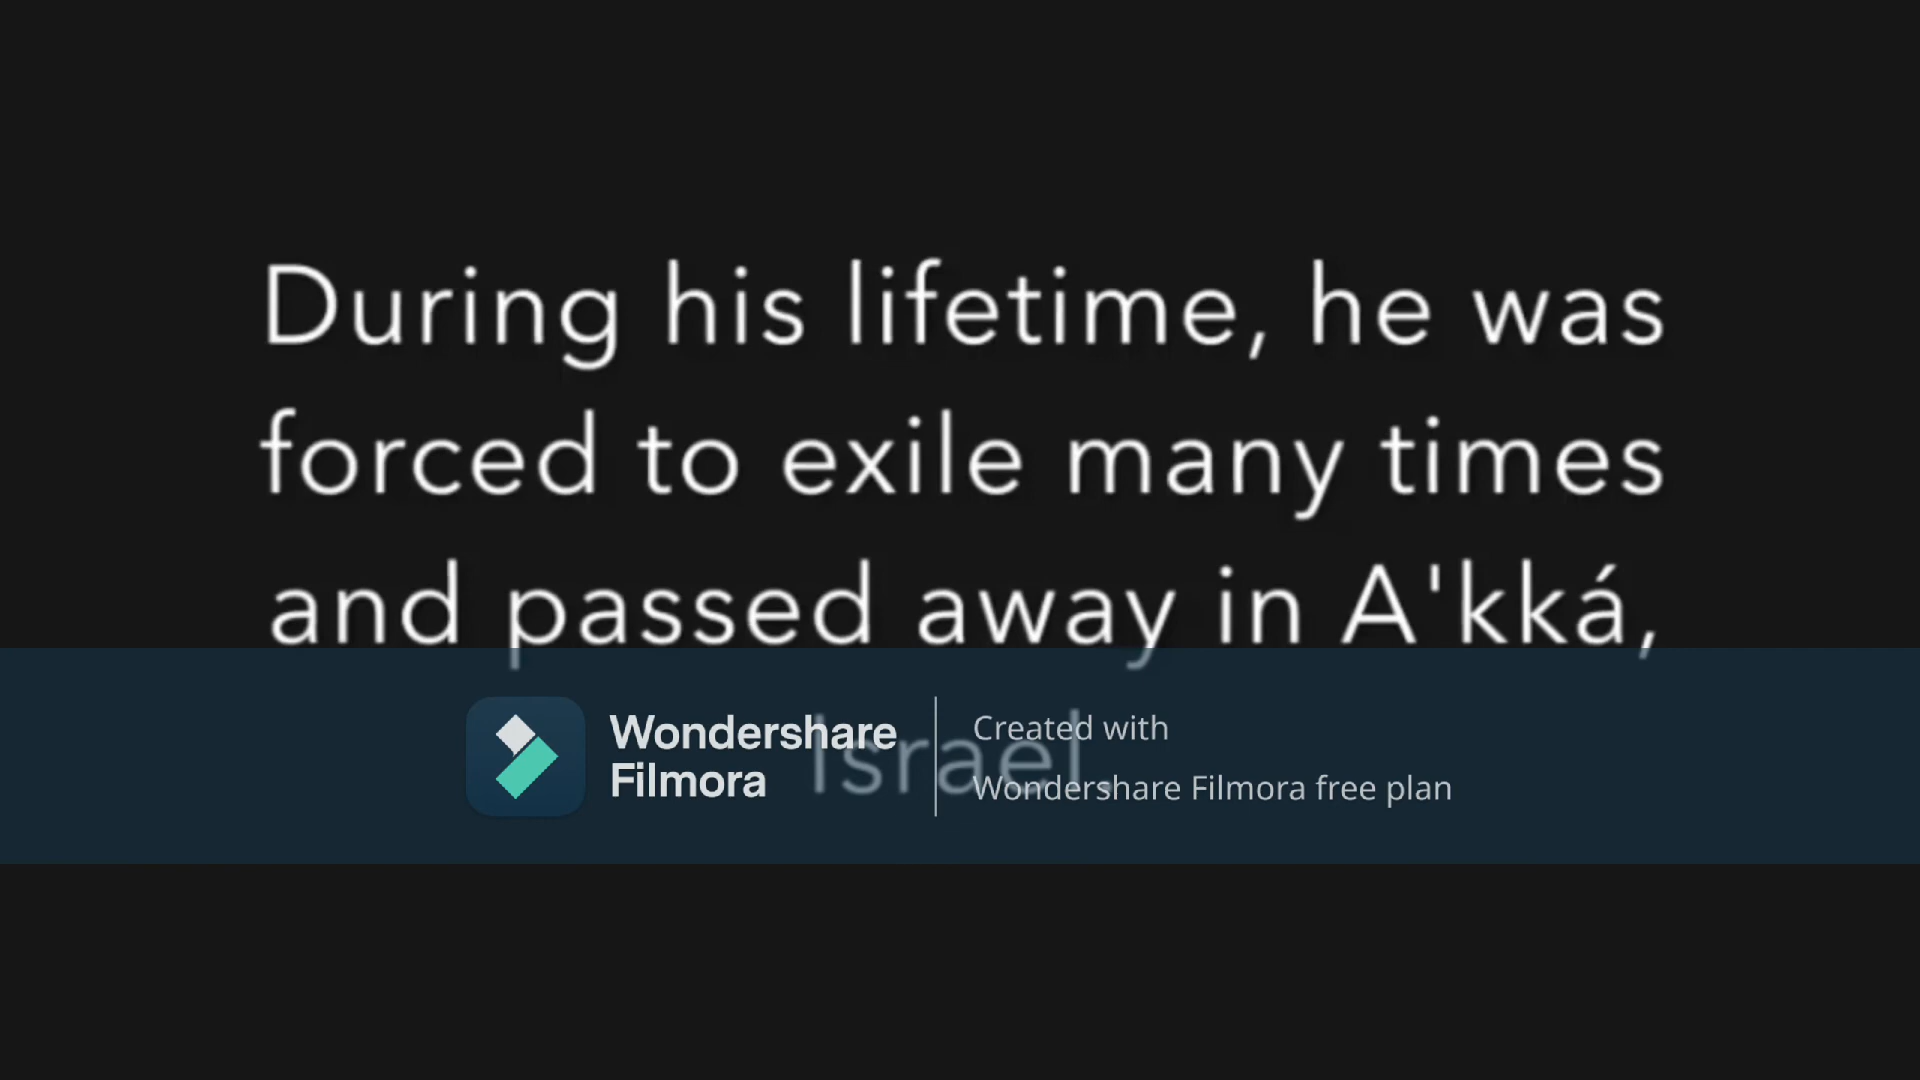 During his lifetime, he was
forced to exile many times
and passed away in A'kká,
Israel.
Wondershare
Filmora
Created with
Wondershare Filmora free plan